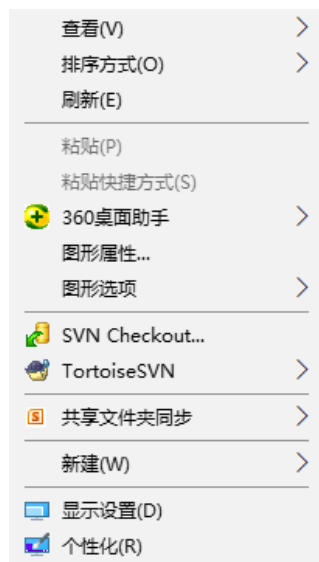 查看(V)
排序方式(O)
刷新(E)
粘贴(P)
粘贴快捷方式(S)
360桌面助手
图形属性...
图形选项
SVN Checkout...
TortoiseSVN
S 共享文件夹同步
新建(W)
显示设置(D)
个性化(R)